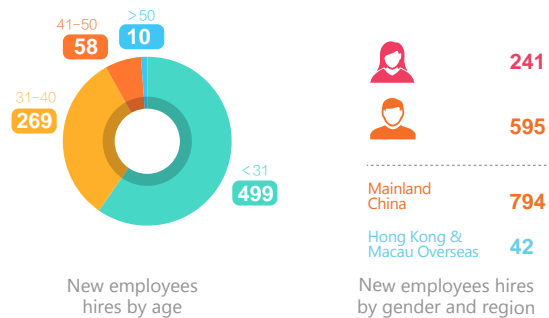 >50
10
41-50
58
31-40
269
<31
499
New employees
hires by age
241
595
Mainland
China
794
Hong Kong &
Macau Overseas
42
New employees hires
by gender and region